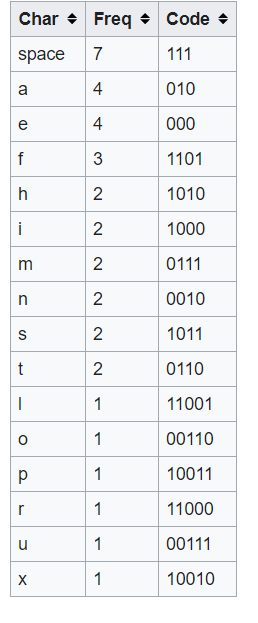 Char Freq Code
space 7 111
a 4 010
e 4 000
f 3 1101
h 2 1010
i 2 1000
m 2 0111
n 2 0010
s 2 1011
t 2 0110
l 1 11001
o 1 00110
p 1 10011
r 1 11000
u 1 00111
x 1 10010